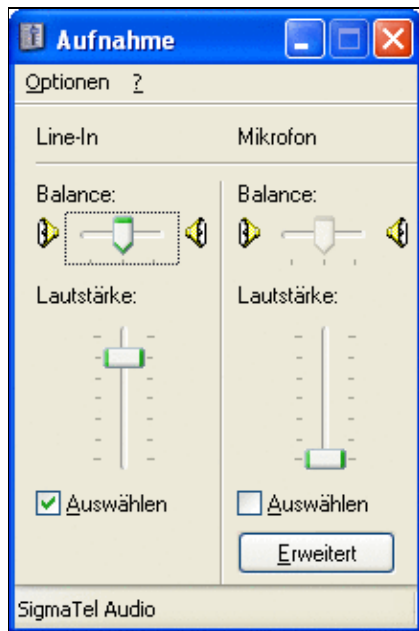 Aufnahme
Optionen ?
Line-In Mikrofon
Balance: Balance:
Lautstärke: Lautstärke:
Auswählen Auswählen
Erweitert
SigmaTel Audio